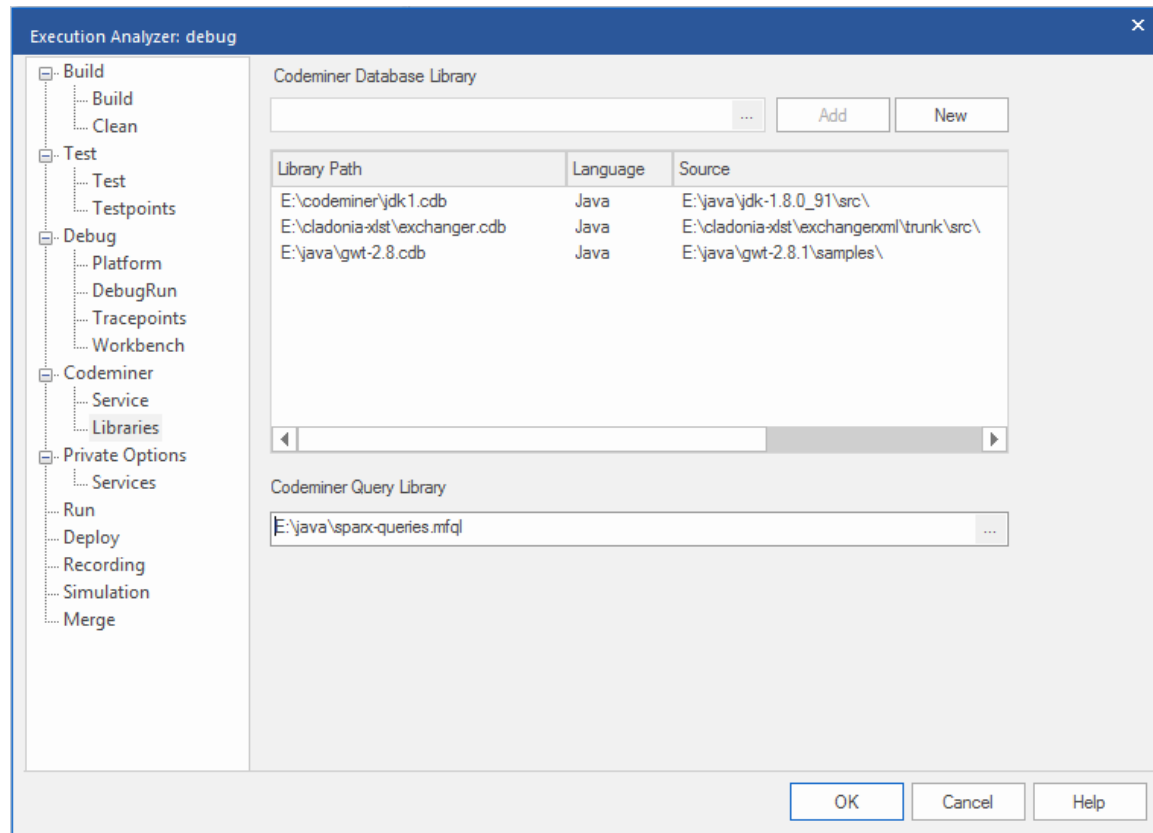 Execution Analyzer: debug
Build
Build
Clean
Test
Test
Testpoints
Debug
Platform
DebugRun
Tracepoints
Workbench
Codeminer
Service
Libraries
Private Options
Services
Run
Deploy
Recording
Simulation
Merge
Codeminer Database Library
... Add New
Library Path Language Source
E:\codeminer\jdk1.cdb Java E:\java\jdk-1.8.0_91\src\
E:\cladonia-xlst\exchanger.cdb Java E:\cladonia-xlst\exchangerxml\trunk\src\
E:\java\gwt-2.8.cdb Java E:\java\gwt-2.8.1\samples\
Codeminer Query Library
E:\java\sparx-queries.mfql ...
OK Cancel Help